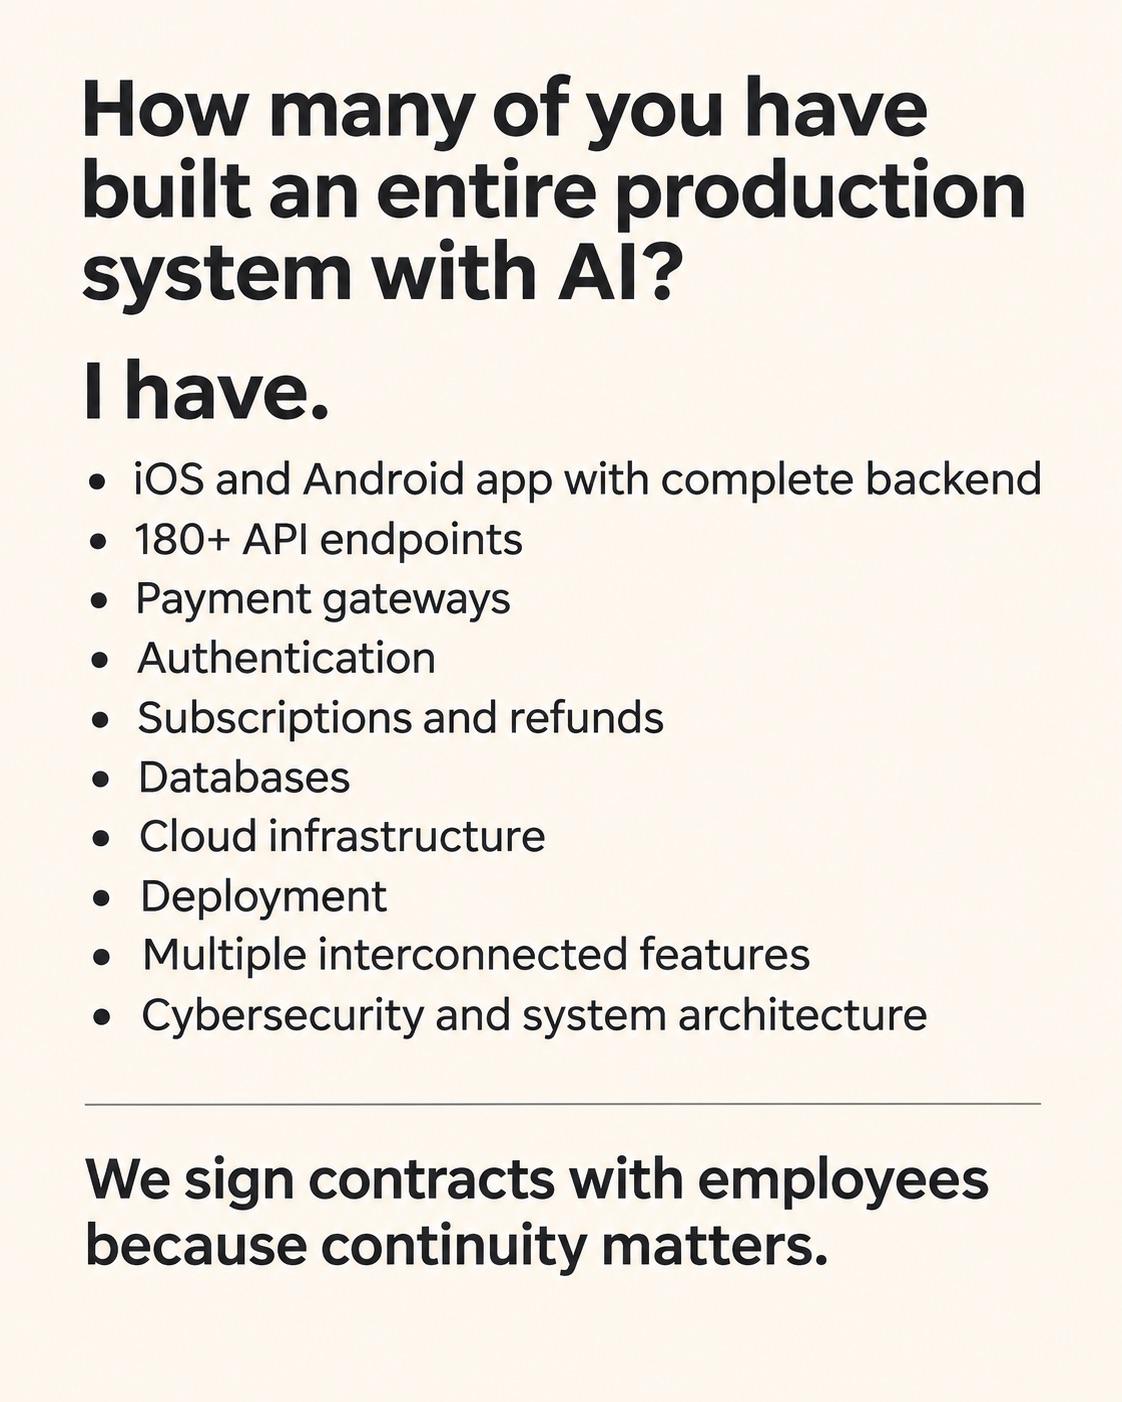 How many of you have
built an entire production
system with AI?
I have.
• iOS and Android app with complete backend
• 180+ API endpoints
• Payment gateways
• Authentication
• Subscriptions and refunds
• Databases
• Cloud infrastructure
• Deployment
• Multiple interconnected features
• Cybersecurity and system architecture
We sign contracts with employees
because continuity matters.